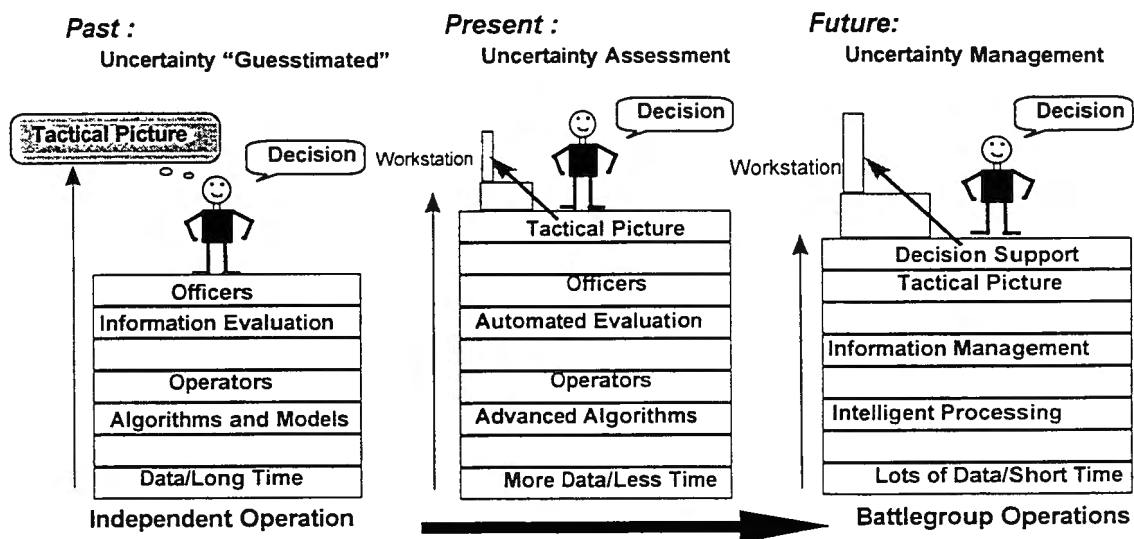 Past :
Uncertainty “Guesstimated”
Tactical Picture
Decision
Officers
Information Evaluation
Operators
Algorithms and Models
Data/Long Time
Independent Operation
Present :
Uncertainty Assessment
Decision
Workstation
Tactical Picture
Officers
Automated Evaluation
Operators
Advanced Algorithms
More Data/Less Time
Future:
Uncertainty Management
Decision
Workstation
Decision Support
Tactical Picture
Information Management
Intelligent Processing
Lots of Data/Short Time
Battlegroup Operations